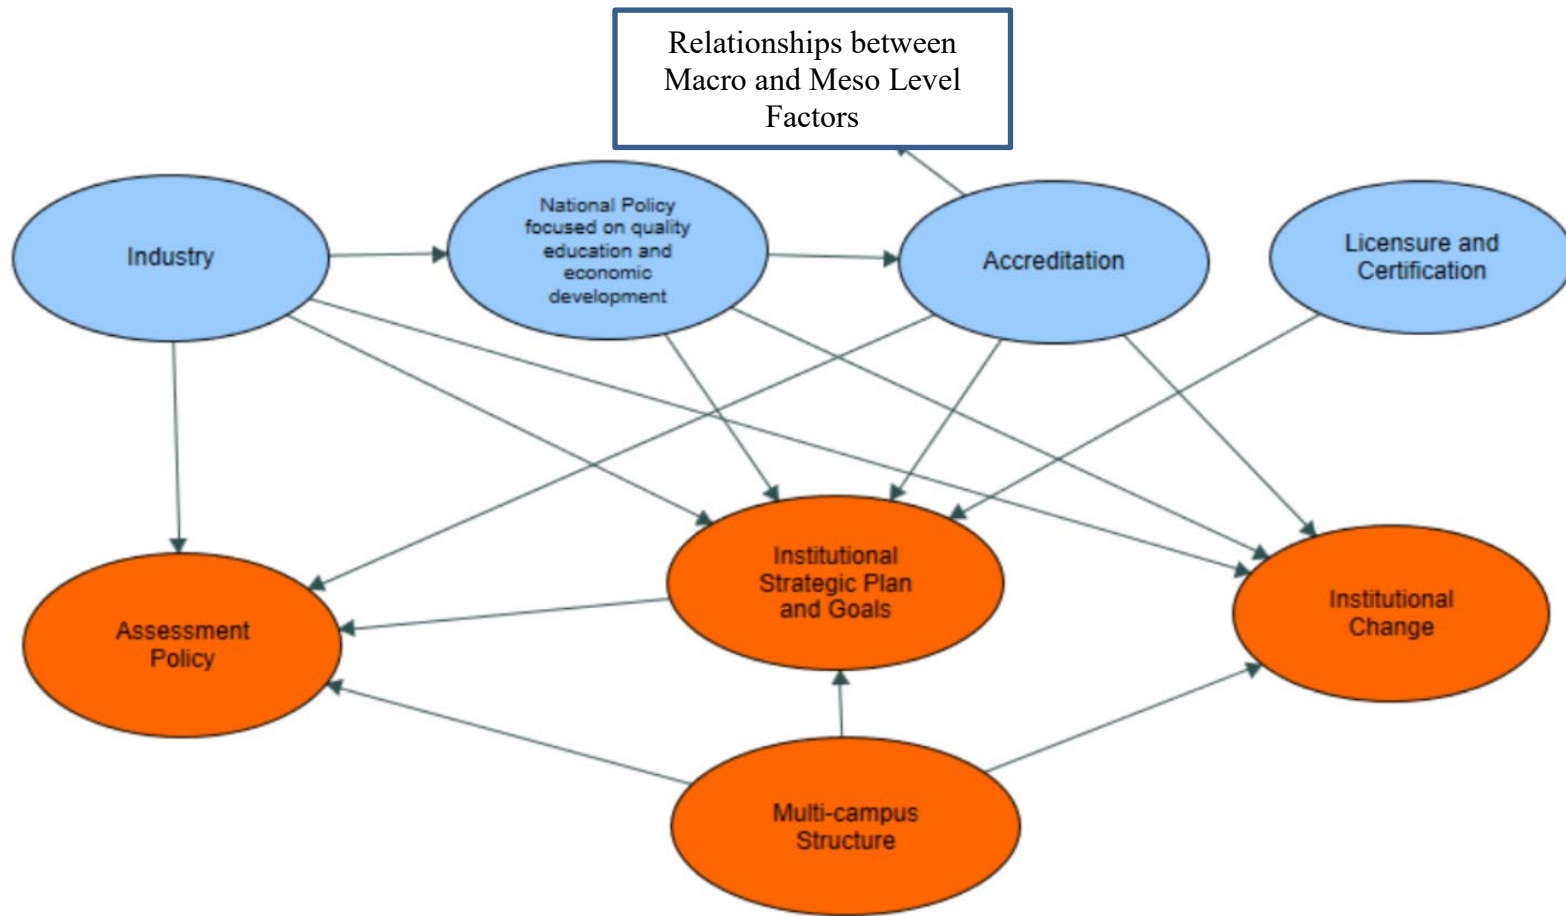 Relationships between
Macro and Meso Level
Factors
Industry
National Policy
focused on quality
education and
economic
development
Accreditation
Licensure and
Certification
Assessment
Policy
Institutional
Strategic Plan
and Goals
Institutional
Change
Multi-campus
Structure